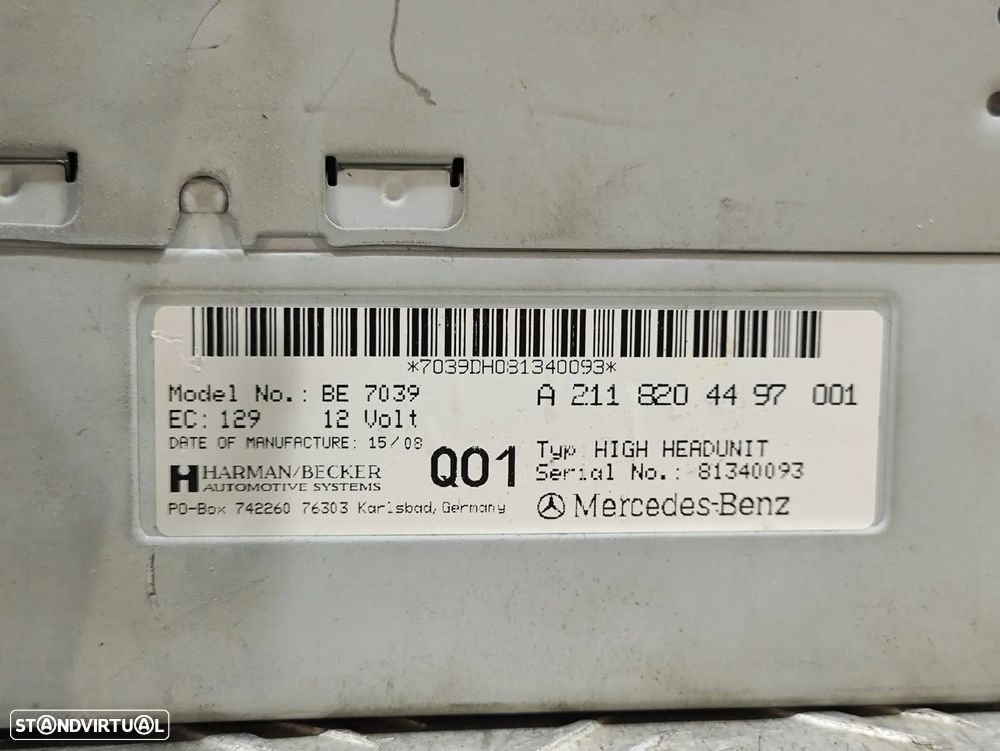 *7039DH081340093*
Model No.: BE 7039
A 211 820 44 97 001
EC: 129 12 Volt
DATE OF MANUFACTURE: 15/08
Q01
Typ: HIGH HEADUNIT
HARMAN/BECKER
AUTOMOTIVE SYSTEMS
Serial No.: 81340093
PO-Box 742260 76303 Karlsbad, Germany
Mercedes-Benz
STANDVIRTUAL